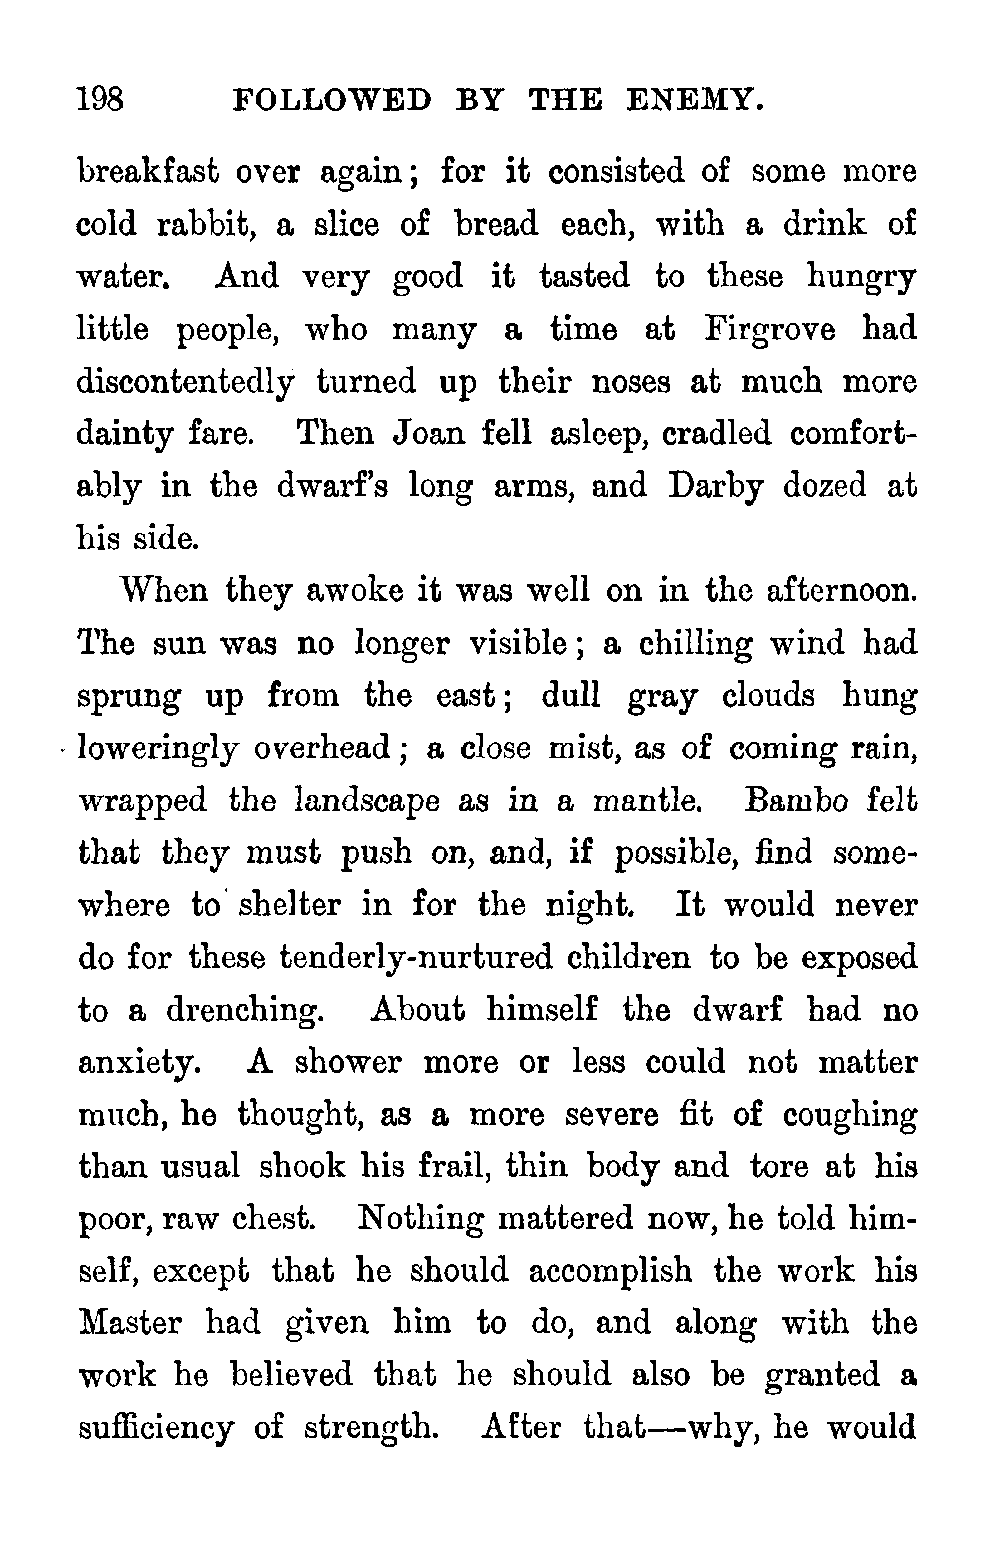 198 FOLLOWED BY THE ENEMY.
breakfast over again; for it consisted of some more
cold rabbit, a slice of bread each, with a drink of
water. And very good it tasted to these hungry
little people, who many a time at Firgrove had
discontentedly turned up their noses at much more
dainty fare. Then Joan fell asleep, cradled comfort-
ably in the dwarf's long arms, and Darby dozed at
his side.
When they awoke it was well on in the afternoon.
The sun was no longer visible; a chilling wind had
sprung up from the east; dull gray clouds hung
loweringly overhead; a close mist, as of coming rain,
wrapped the landscape as in a mantle. Bambo felt
that they must push on, and, if possible, find some-
where to shelter in for the night. It would never
do for these tenderly-nurtured children to be exposed
to a drenching. About himself the dwarf had no
anxiety. A shower more or less could not matter
much, he thought, as a more severe fit of coughing
than usual shook his frail, thin body and tore at his
poor, raw chest. Nothing mattered now, he told him-
self, except that he should accomplish the work his
Master had given him to do, and along with the
work he believed that he should also be granted a
sufficiency of strength. After that—why, he would